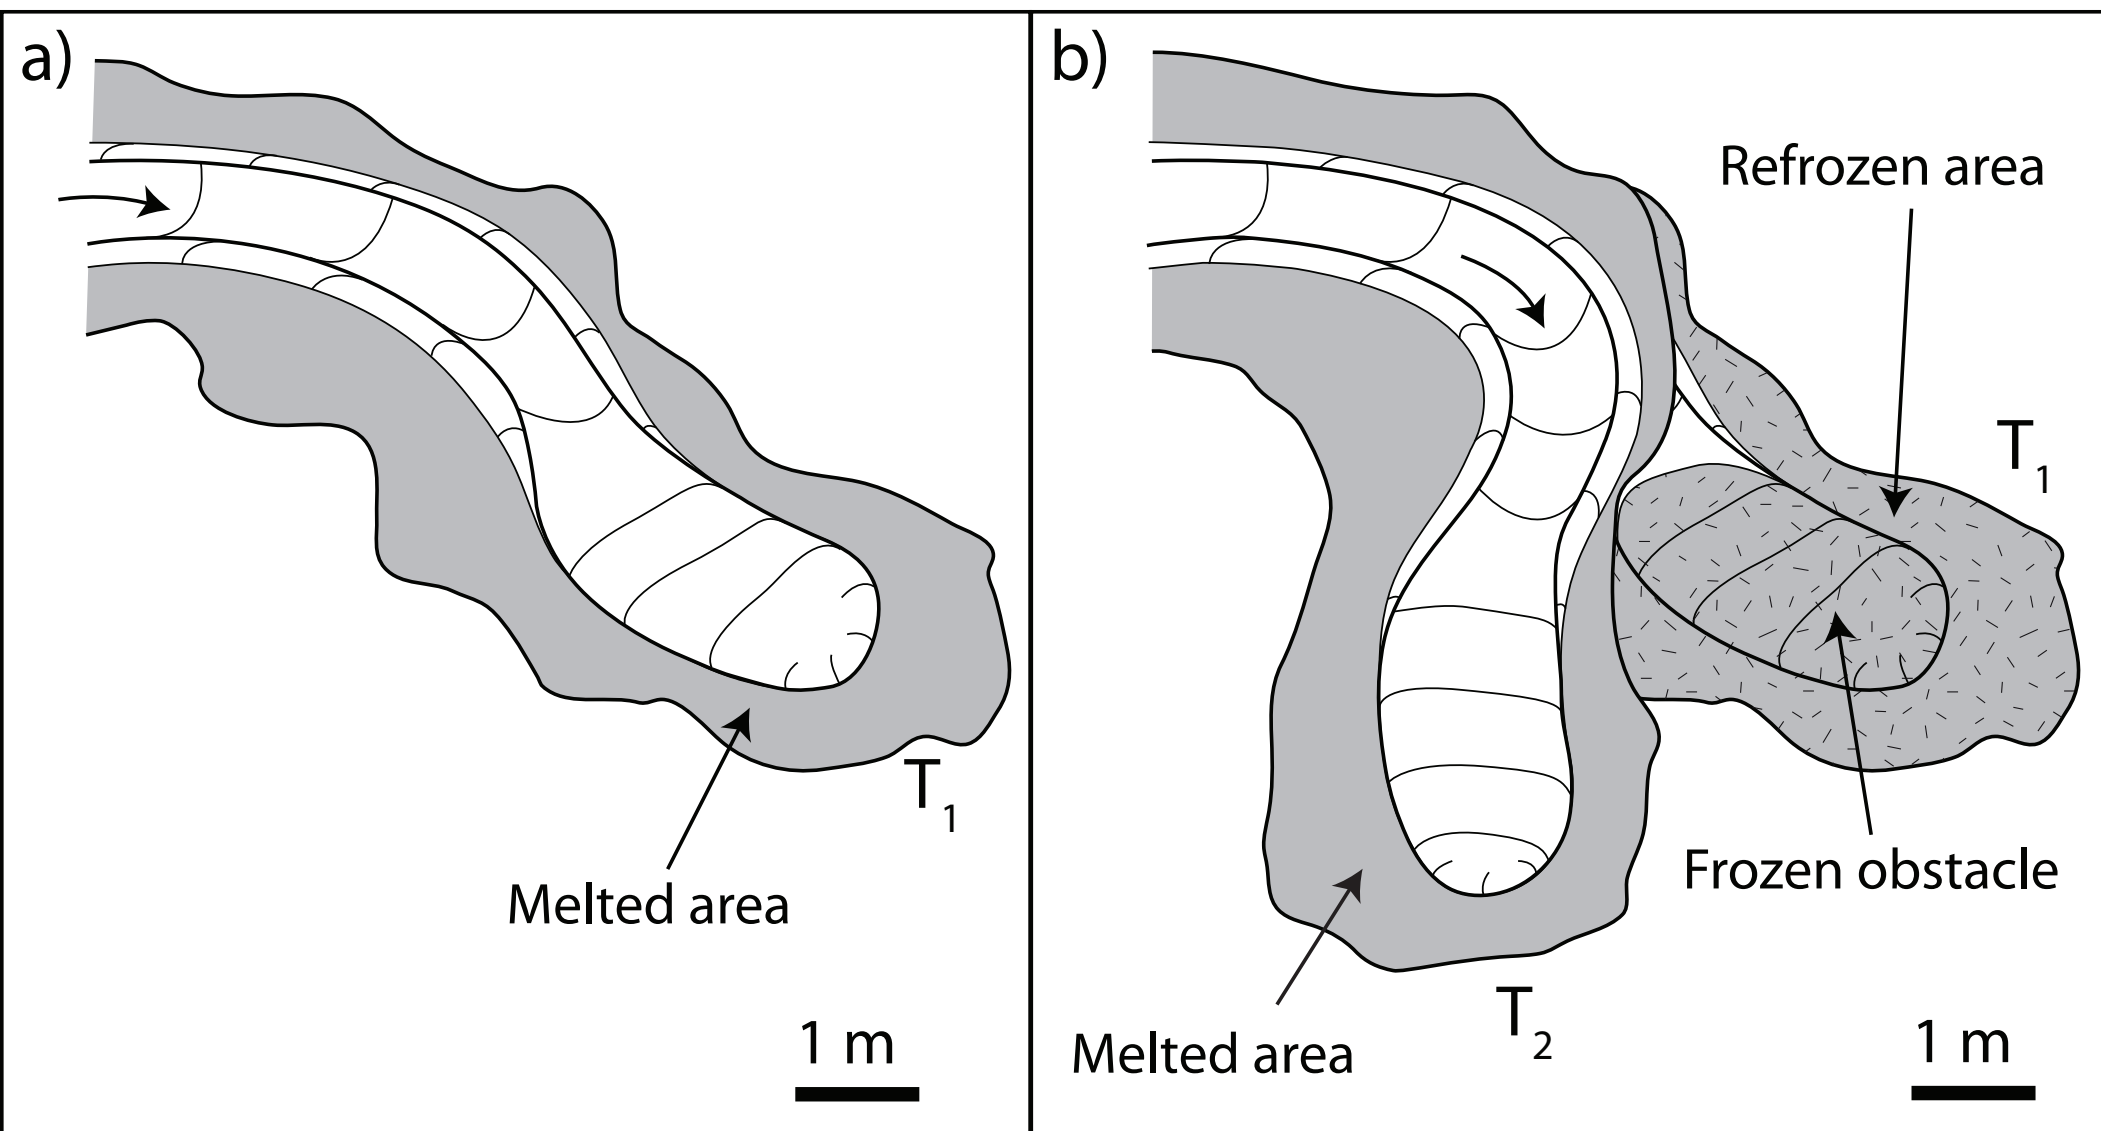 a)
T₁
Melted area
1 m
b)
Refrozen area
T₁
Frozen obstacle
T₂
Melted area
1 m